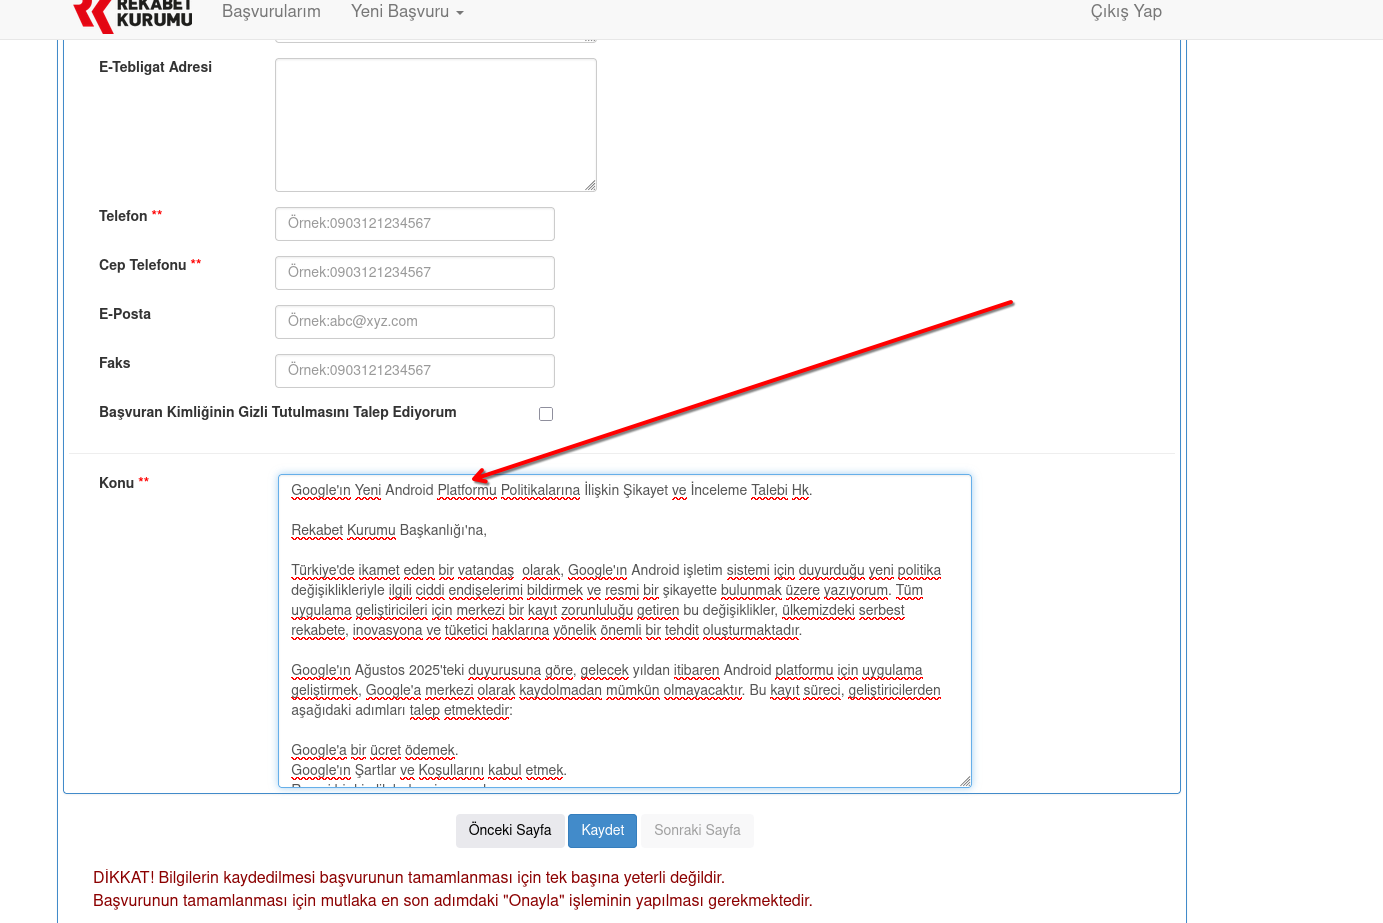 REKABET
KURUMU
Başvurularım
Yeni Başvuru
Çıkış Yap
E-Tebligat Adresi
Telefon **
Örnek:0903121234567
Cep Telefonu **
Örnek:0903121234567
E-Posta
Örnek:abc@xyz.com
Faks
Örnek:0903121234567
Başvuran Kimliğinin Gizli Tutulmasını Talep Ediyorum
Konu **
Google'ın Yeni Android Platformu Politikalarına İlişkin Şikayet ve İnceleme Talebi Hk.
Rekabet Kurumu Başkanlığı'na,
Türkiye'de ikamet eden bir vatandaş  olarak, Google'ın Android işletim sistemi için duyurduğu yeni politika
değişiklikleriyle ilgili ciddi endişelerimi bildirmek ve resmi bir şikayette bulunmak üzere yazıyorum. Tüm
uygulama geliştiricileri için merkezi bir kayıt zorunluluğu getiren bu değişiklikler, ülkemizdeki serbest
rekabete, inovasyona ve tüketici haklarına yönelik önemli bir tehdit oluşturmaktadır.
Google'ın Ağustos 2025'teki duyurusuna göre, gelecek yıldan itibaren Android platformu için uygulama
geliştirmek, Google'a merkezi olarak kaydolmadan mümkün olmayacaktır. Bu kayıt süreci, geliştiricilerden
aşağıdaki adımları talep etmektedir:
Google'a bir ücret ödemek.
Google'ın Şartlar ve Koşullarını kabul etmek.
Önceki Sayfa
Kaydet
Sonraki Sayfa
DİKKAT! Bilgilerin kaydedilmesi başvurunun tamamlanması için tek başına yeterli değildir.
Başvurunun tamamlanması için mutlaka en son adımdaki "Onayla" işleminin yapılması gerekmektedir.